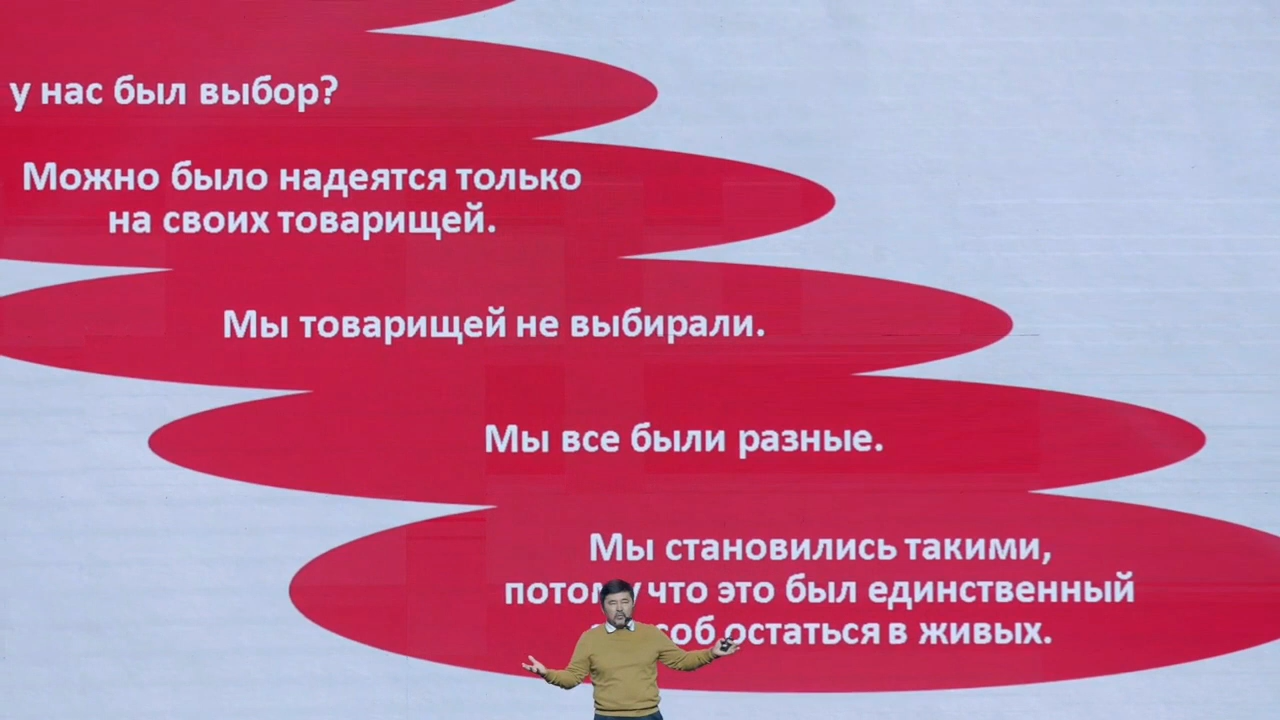 у нас был выбор?
Можно было надеятся только
на своих товарищей.
Мы товарищей не выбирали.
Мы все были разные.
Мы становились такими,
потому что это был единственный
остаться в живых.